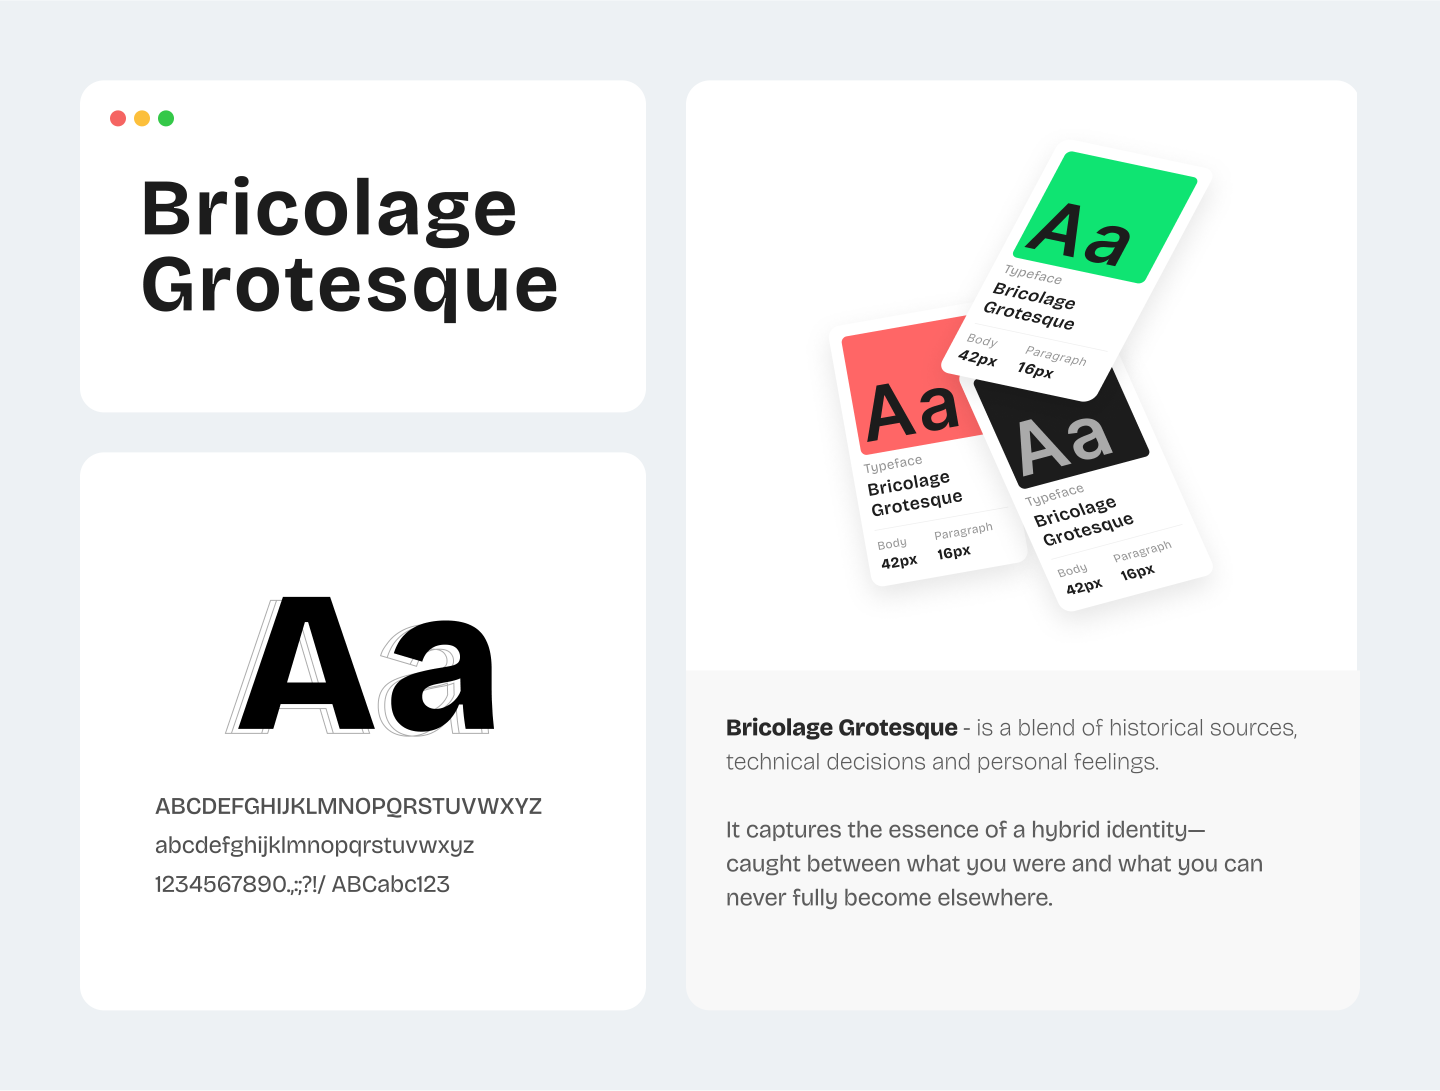 Bricolage
Grotesque
Aa
ABCDEFGHIJKLMNOPQRSTUVWXYZ
abcdefghijklmnopqrstuvwxyz
1234567890.,:;?!/ ABCabc123
Aa
Typeface
Bricolage
Grotesque
Body Paragraph
42px 16px
Aa
Typeface
Bricolage
Grotesque
Body Paragraph
42px 16px
Aa
Typeface
Bricolage
Grotesque
Body Paragraph
42px 16px
Bricolage Grotesque - is a blend of historical sources,
technical decisions and personal feelings.
It captures the essence of a hybrid identity—
caught between what you were and what you can
never fully become elsewhere.